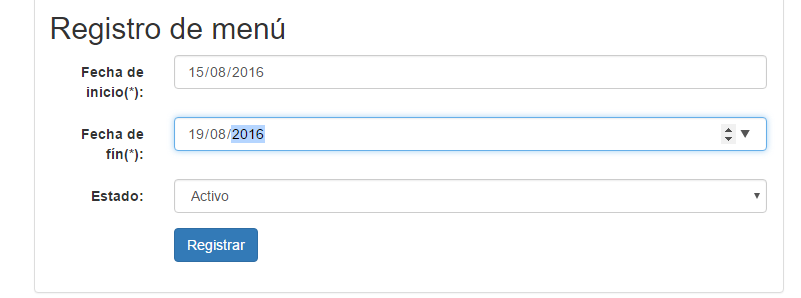 Registro de menú
Fecha de
inicio(*):
15/08/2016
Fecha de
fín(*):
19/08/2016
Estado:
Activo
Registrar